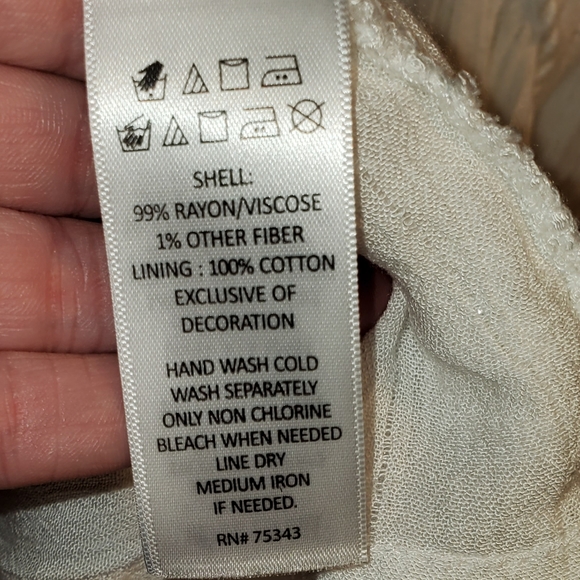 SHELL:
99% RAYON/VISCOSE
1% OTHER FIBER
LINING : 100% COTTON
EXCLUSIVE OF
DECORATION
HAND WASH COLD
WASH SEPARATELY
ONLY NON CHLORINE
BLEACH WHEN NEEDED
LINE DRY
MEDIUM IRON
IF NEEDED.
RN# 75343